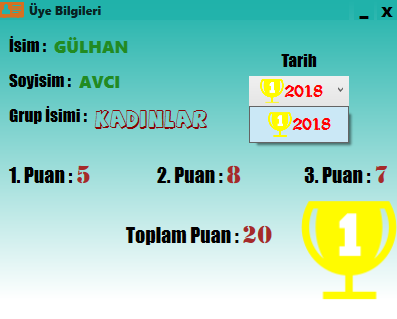 Üye Bilgileri
İsim : GÜLHAN
Tarih
Soyisim : AVCI
1 2018
Grup İsimi : KADINLAR
1 2018
1. Puan : 5 2. Puan : 8 3. Puan : 7
Toplam Puan : 20
1